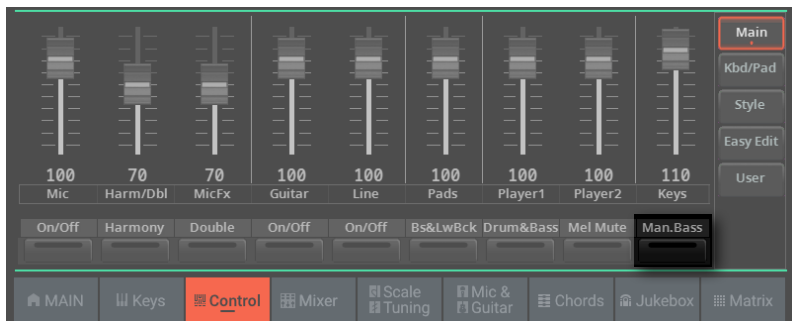 Main
Kbd/Pad
Style
Easy Edit
User
100 70 70 100 100 100 100 100 110
Mic Harm/Dbl MicFx Guitar Line Pads Player1 Player2 Keys
On/Off Harmony Double On/Off On/Off Bs&LwBck Drum&Bass Mel Mute Man.Bass
MAIN Keys Control Mixer Scale Tuning Mic & Guitar Chords Jukebox Matrix